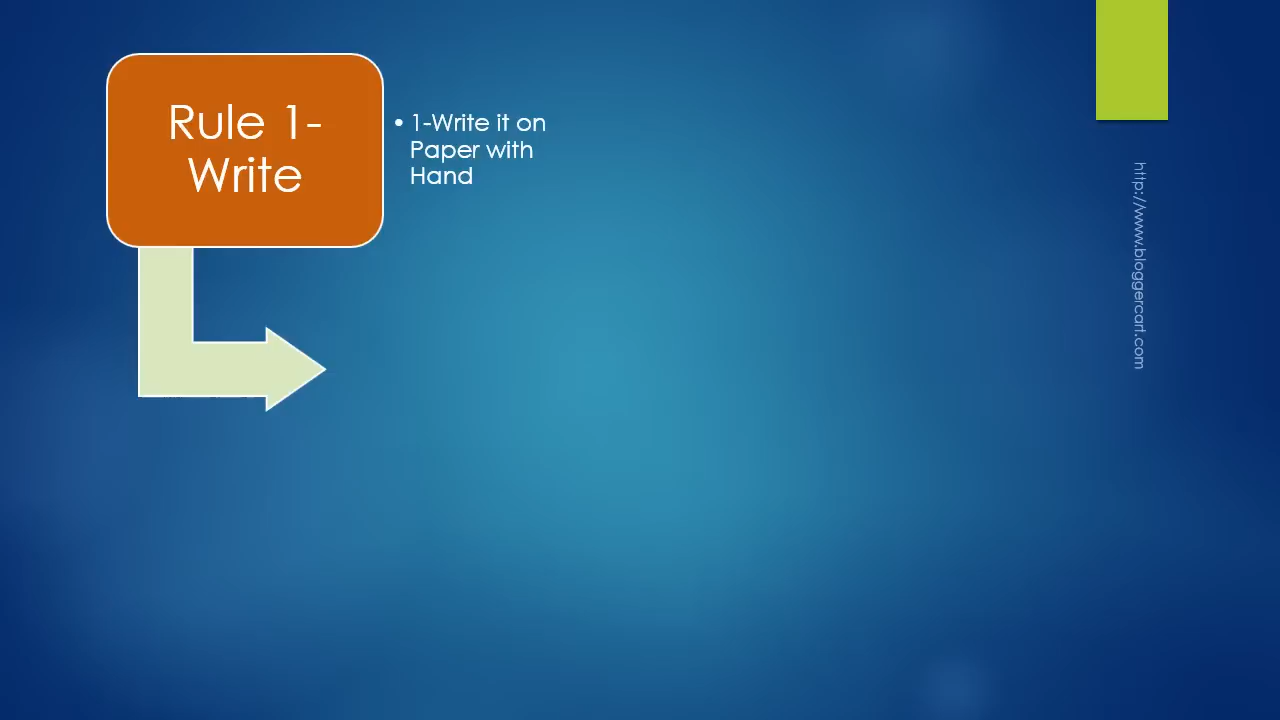 Rule 1-
Write
• 1-Write it on
Paper with
Hand
http://www.bloggercart.com